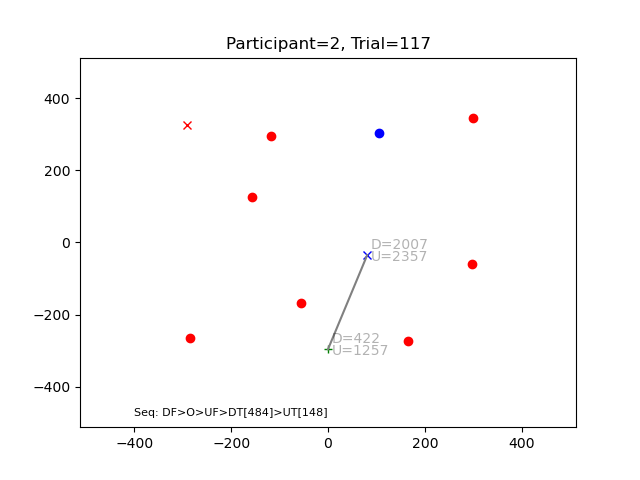 Participant=2, Trial=117
400
200
0
−200
−400
D=2007
U=2357
D=422
U=1257
Seq: DF>O>UF>DT[484]>UT[148]
−400
−200
0
200
400